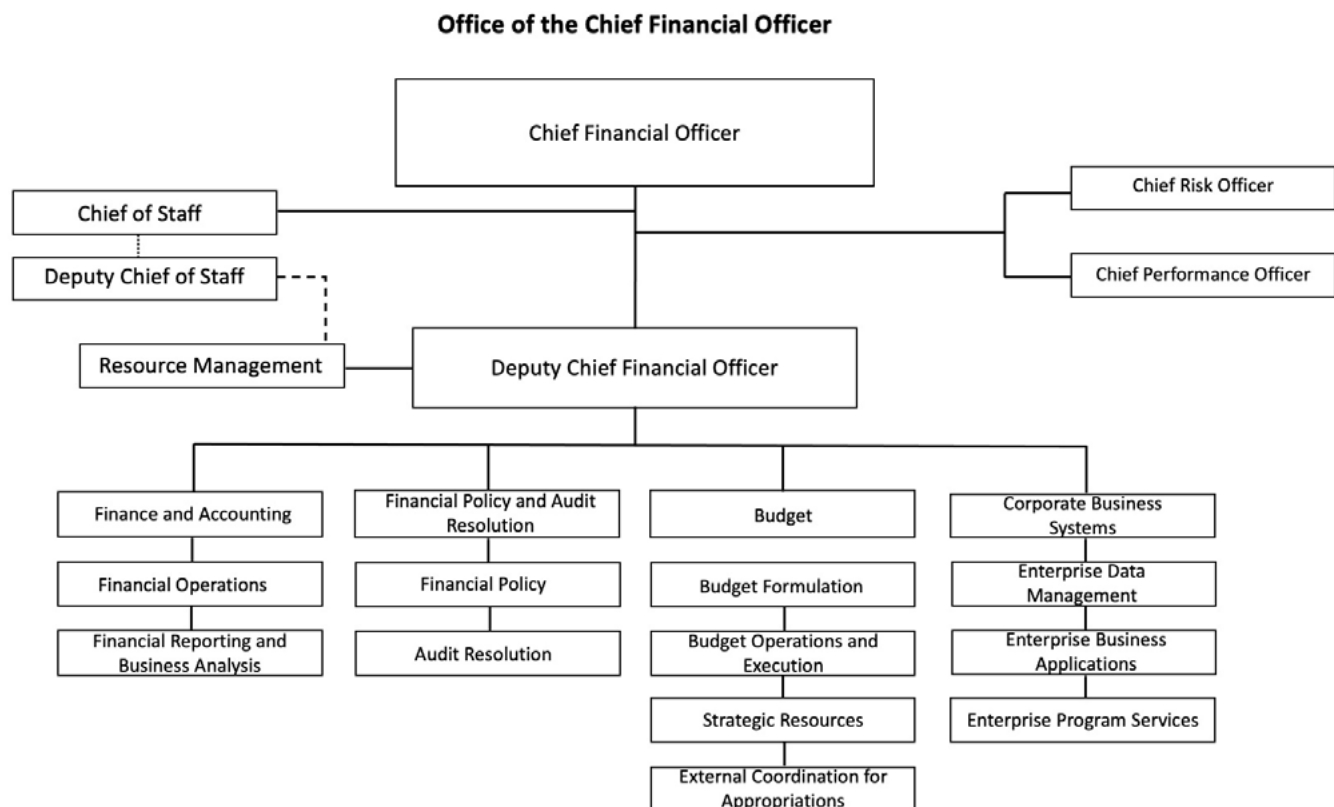 Office of the Chief Financial Officer
Chief Financial Officer
Chief Risk Officer
Chief of Staff
Deputy Chief of Staff
Chief Performance Officer
Resource Management
Deputy Chief Financial Officer
Finance and Accounting
Financial Operations
Financial Reporting and
Business Analysis
Financial Policy and Audit
Resolution
Financial Policy
Audit Resolution
Budget
Budget Formulation
Budget Operations and
Execution
Strategic Resources
External Coordination for
Appropriations
Corporate Business
Systems
Enterprise Data
Management
Enterprise Business
Applications
Enterprise Program Services